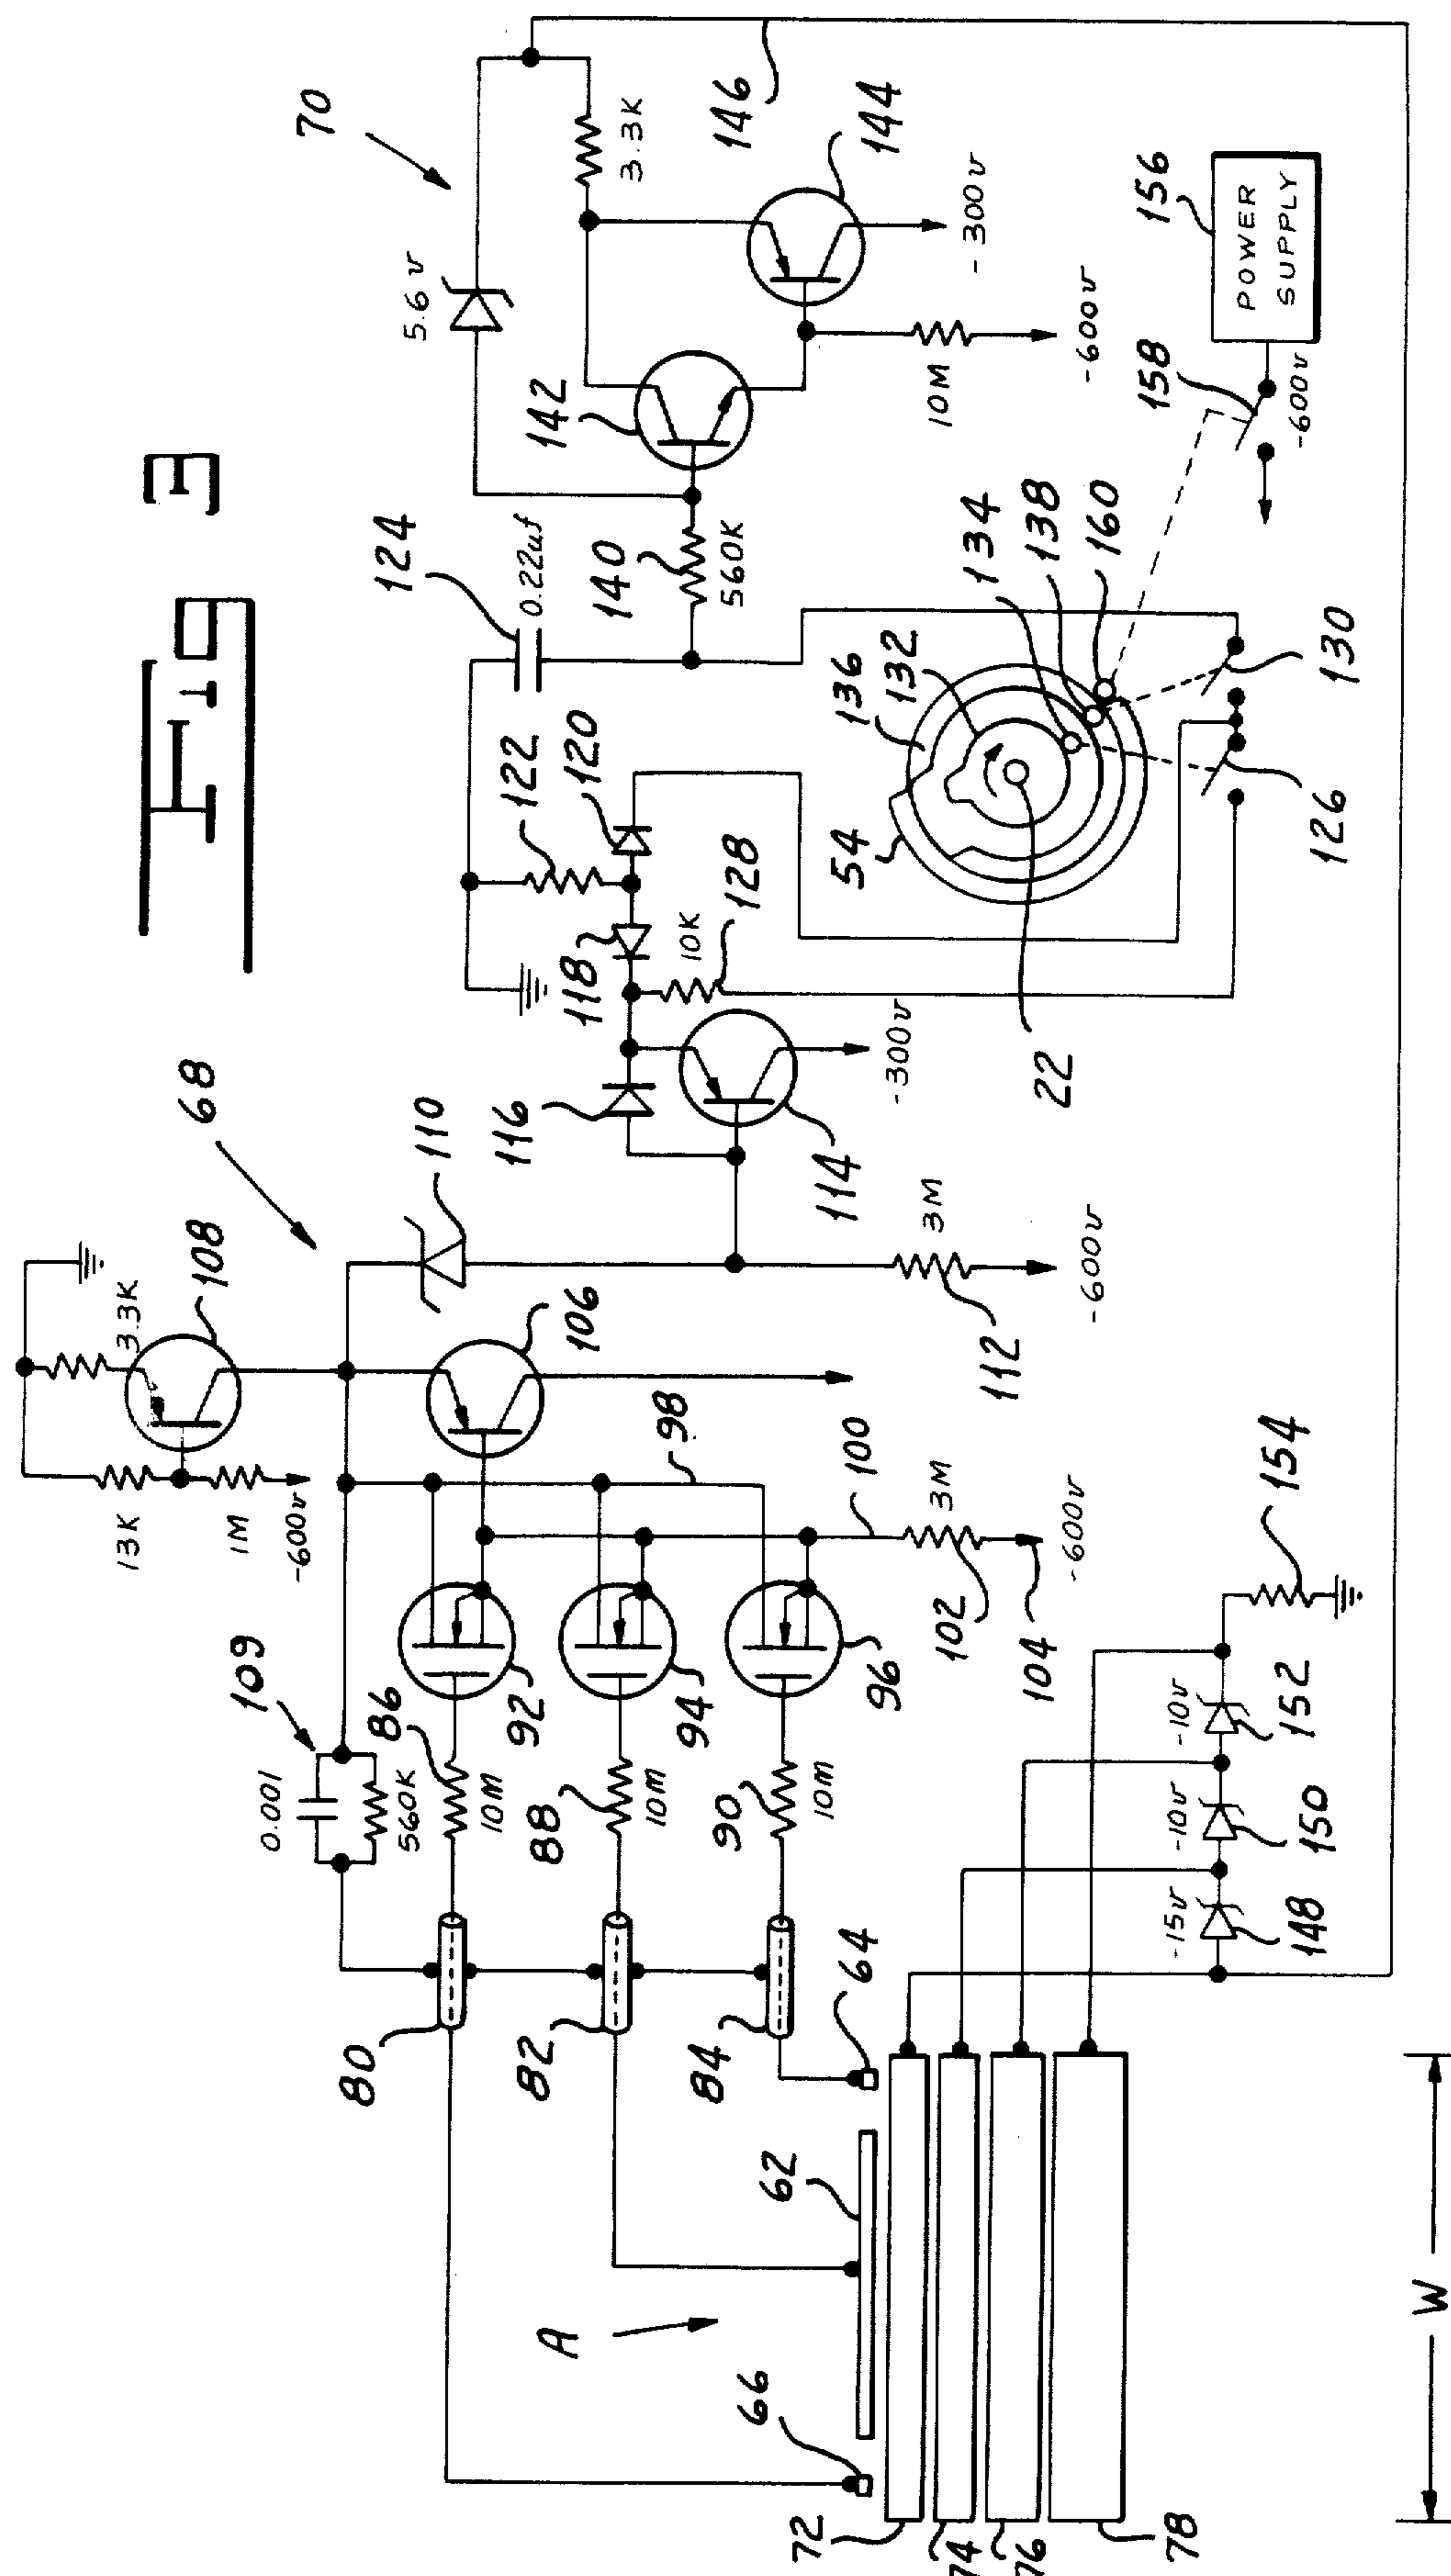 FIG 3
68
70
109
0.001
560K
13K
1M
-600v
3.3K
108
110
116
118
122
120
124
0.22uf
140
560K
142
5.6v
3.3K
146
144
-300v
10M
-600v
80
82
84
86
10M
88
10M
90
10M
92
94
96
98
100
102
3M
104
-600v
106
112
3M
-600v
114
-300v
10K
128
54
136
132
134
138
160
22
126
130
158
-600v
156
POWER
SUPPLY
A
66
62
64
72
74
76
78
-15v
-10v
-10v
148
150
152
154
W